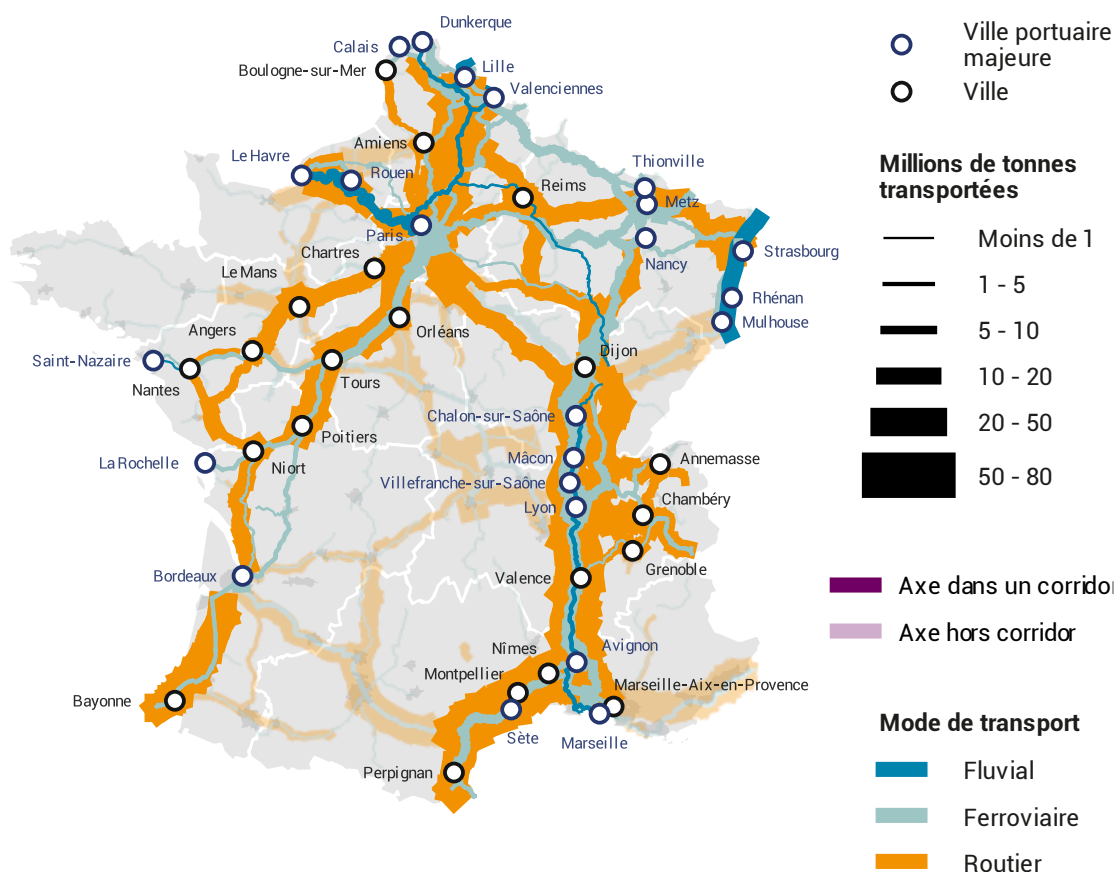 Dunkerque
Calais
Boulogne-sur-Mer
Lille
Valenciennes
Amiens
Le Havre
Rouen
Reims
Thionville
Metz
Paris
Chartres
Nancy
Strasbourg
Le Mans
Rhénan
Mulhouse
Angers
Orléans
Saint-Nazaire
Nantes
Tours
Dijon
Chalon-sur-Saône
Poitiers
La Rochelle
Niort
Mâcon
Annemasse
Villefranche-sur-Saône
Chambéry
Lyon
Bordeaux
Valence
Grenoble
Nîmes
Avignon
Montpellier
Marseille-Aix-en-Provence
Bayonne
Sète
Marseille
Perpignan
Ville portuaire
majeure
Ville
Millions de tonnes
transportées
Moins de 1
1 - 5
5 - 10
10 - 20
20 - 50
50 - 80
Axe dans un corridor
Axe hors corridor
Mode de transport
Fluvial
Ferroviaire
Routier